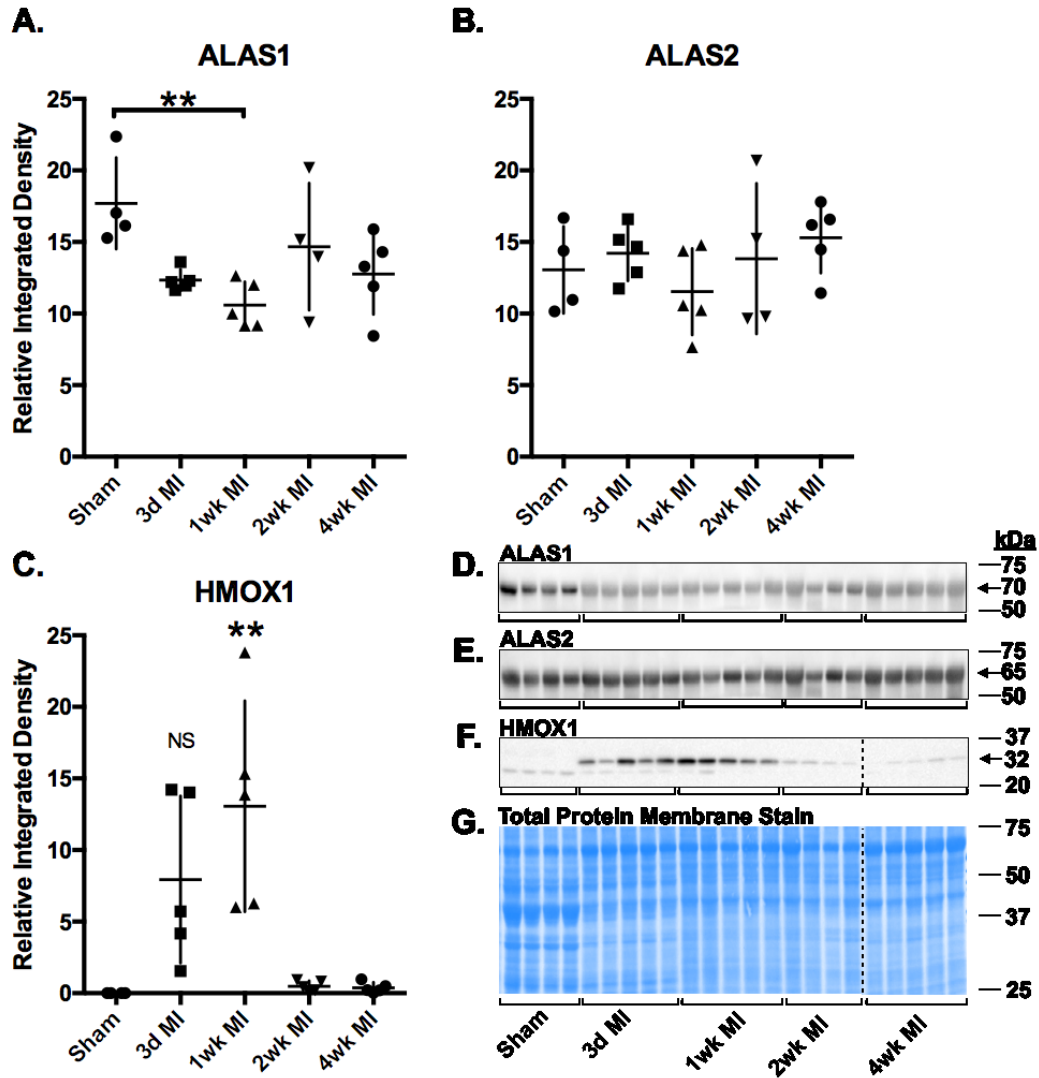 A.
ALAS1
Relative Integrated Density
25
20
15
10
5
0
**
Sham
3d MI
1wk MI
2wk MI
4wk MI
B.
ALAS2
25
20
15
10
5
0
Sham
3d MI
1wk MI
2wk MI
4wk MI
C.
HMOX1
Relative Integrated Density
25
20
15
10
5
0
NS
**
Sham
3d MI
1wk MI
2wk MI
4wk MI
kDa
D.
ALAS1
75
70
50
E.
ALAS2
75
65
50
F.
HMOX1
37
32
20
G.
Total Protein Membrane Stain
75
50
37
25
Sham
3d MI
1wk MI
2wk MI
4wk MI